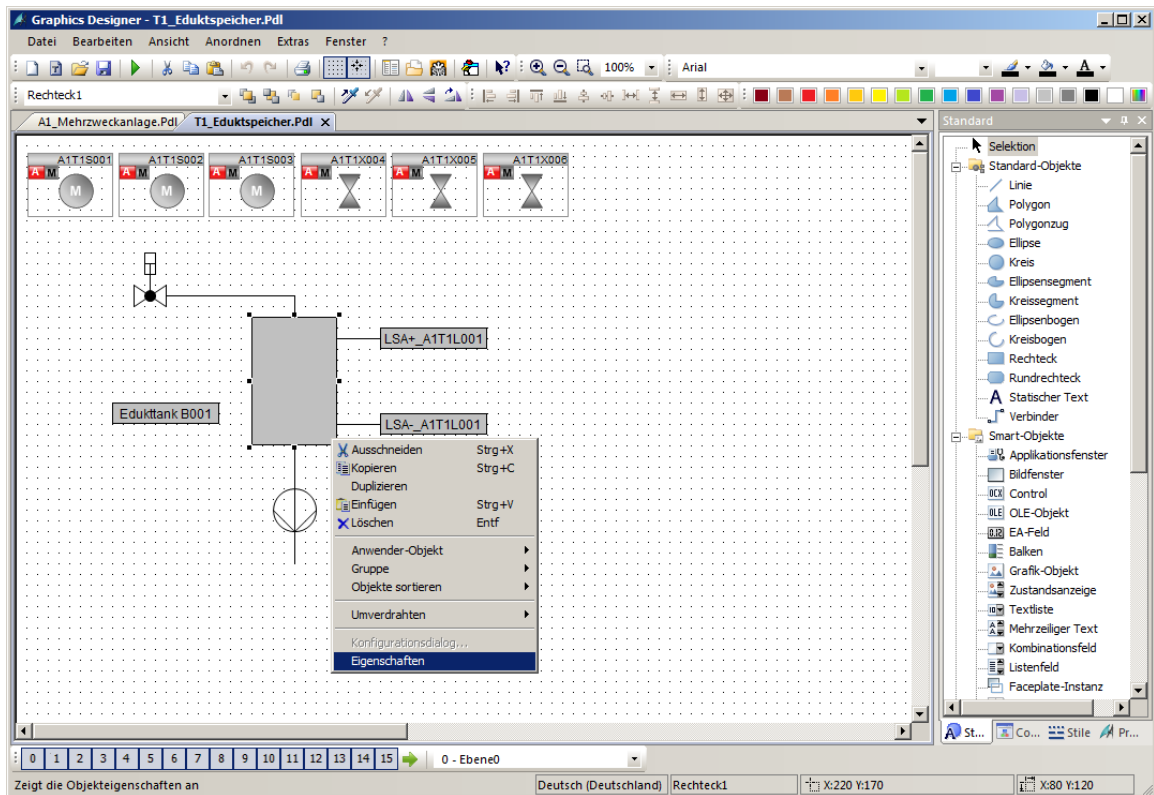 Graphics Designer - T1_Eduktspeicher.Pdl
Datei Bearbeiten Ansicht Anordnen Extras Fenster ?
100% Arial
Rechteck1
A1_Mehrzweckanlage.Pdl T1_Eduktspeicher.Pdl
Standard
A1T1S001 A1T1S002 A1T1S003 A1T1X004 A1T1X005 A1T1X006
A M A M A M A M A M A M
M M M
LSA+_A1T1L001
Edukttank B001
LSA-_A1T1L001
Ausschneiden Strg+X
Kopieren Strg+C
Duplizieren
Einfügen Strg+V
Löschen Entf
Anwender-Objekt
Gruppe
Objekte sortieren
Umverdrahten
Konfigurationsdialog...
Eigenschaften
Selektion
Standard-Objekte
Linie
Polygon
Polygonzug
Ellipse
Kreis
Ellipsensegment
Kreissegment
Ellipsenbogen
Kreisbogen
Rechteck
Rundrechteck
A Statischer Text
Verbinder
Smart-Objekte
Applikationsfenster
Bildfenster
OCX Control
OLE OLE-Objekt
0.12 EA-Feld
Balken
Grafik-Objekt
Zustandsanzeige
Textliste
Mehrzeiliger Text
Kombinationsfeld
Listenfeld
Faceplate-Instanz
St... Co... Stile Pr...
0 1 2 3 4 5 6 7 8 9 10 11 12 13 14 15 0 - Ebene0
Zeigt die Objekteigenschaften an Deutsch (Deutschland) Rechteck1 X:220 Y:170 X:80 Y:120